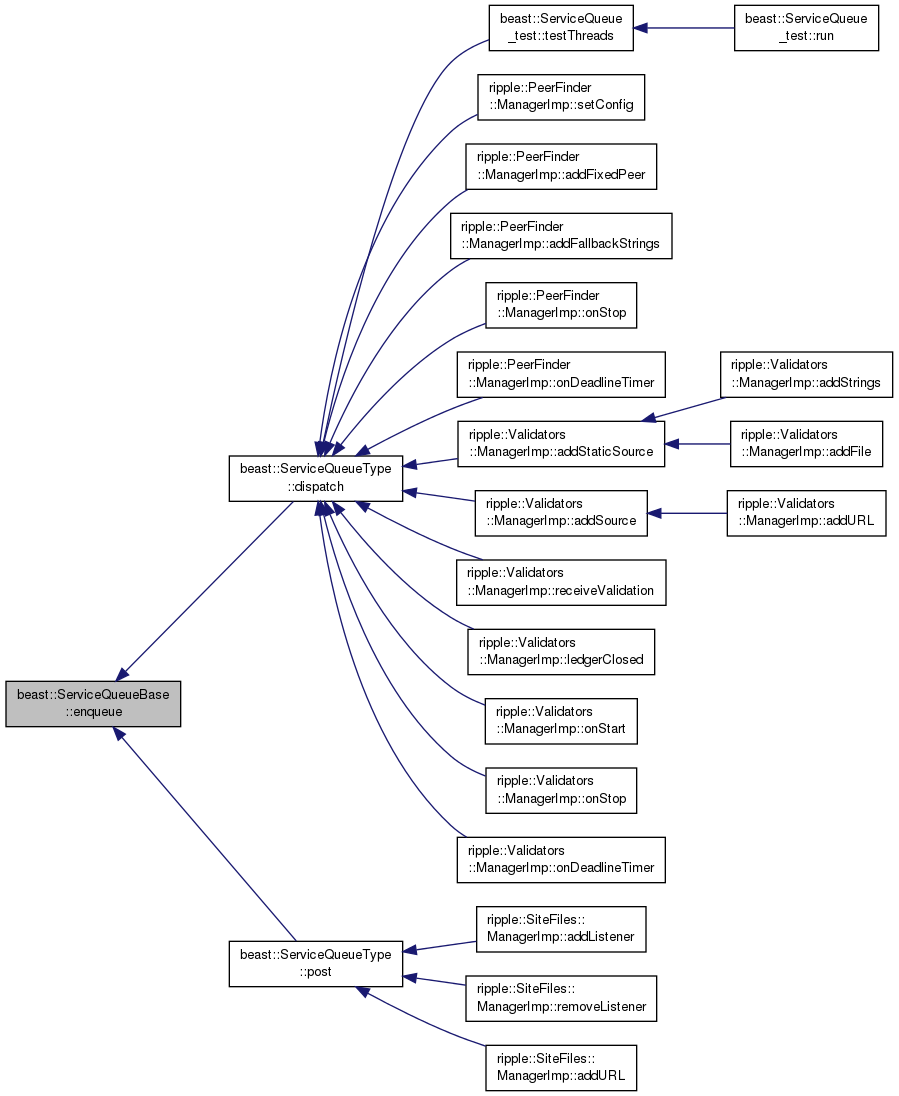 beast::ServiceQueue
_test::testThreads
beast::ServiceQueue
_test::run
ripple::PeerFinder
::ManagerImp::setConfig
ripple::PeerFinder
::ManagerImp::addFixedPeer
ripple::PeerFinder
::ManagerImp::addFallbackStrings
ripple::PeerFinder
::ManagerImp::onStop
ripple::PeerFinder
::ManagerImp::onDeadlineTimer
ripple::Validators
::ManagerImp::addStrings
ripple::Validators
::ManagerImp::addStaticSource
ripple::Validators
::ManagerImp::addFile
beast::ServiceQueueType
::dispatch
ripple::Validators
::ManagerImp::addSource
ripple::Validators
::ManagerImp::addURL
ripple::Validators
::ManagerImp::receiveValidation
ripple::Validators
::ManagerImp::ledgerClosed
beast::ServiceQueueBase
::enqueue
ripple::Validators
::ManagerImp::onStart
ripple::Validators
::ManagerImp::onStop
ripple::Validators
::ManagerImp::onDeadlineTimer
ripple::SiteFiles::
ManagerImp::addListener
beast::ServiceQueueType
::post
ripple::SiteFiles::
ManagerImp::removeListener
ripple::SiteFiles::
ManagerImp::addURL